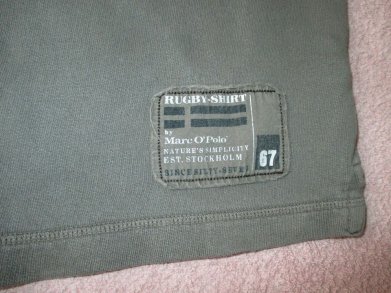 RUGBY-SHIRT
by
Marc O'Polo
NATURE'S SIMPLICITY
EST. STOCKHOLM
67
SINCE SIXTY-SEVEN